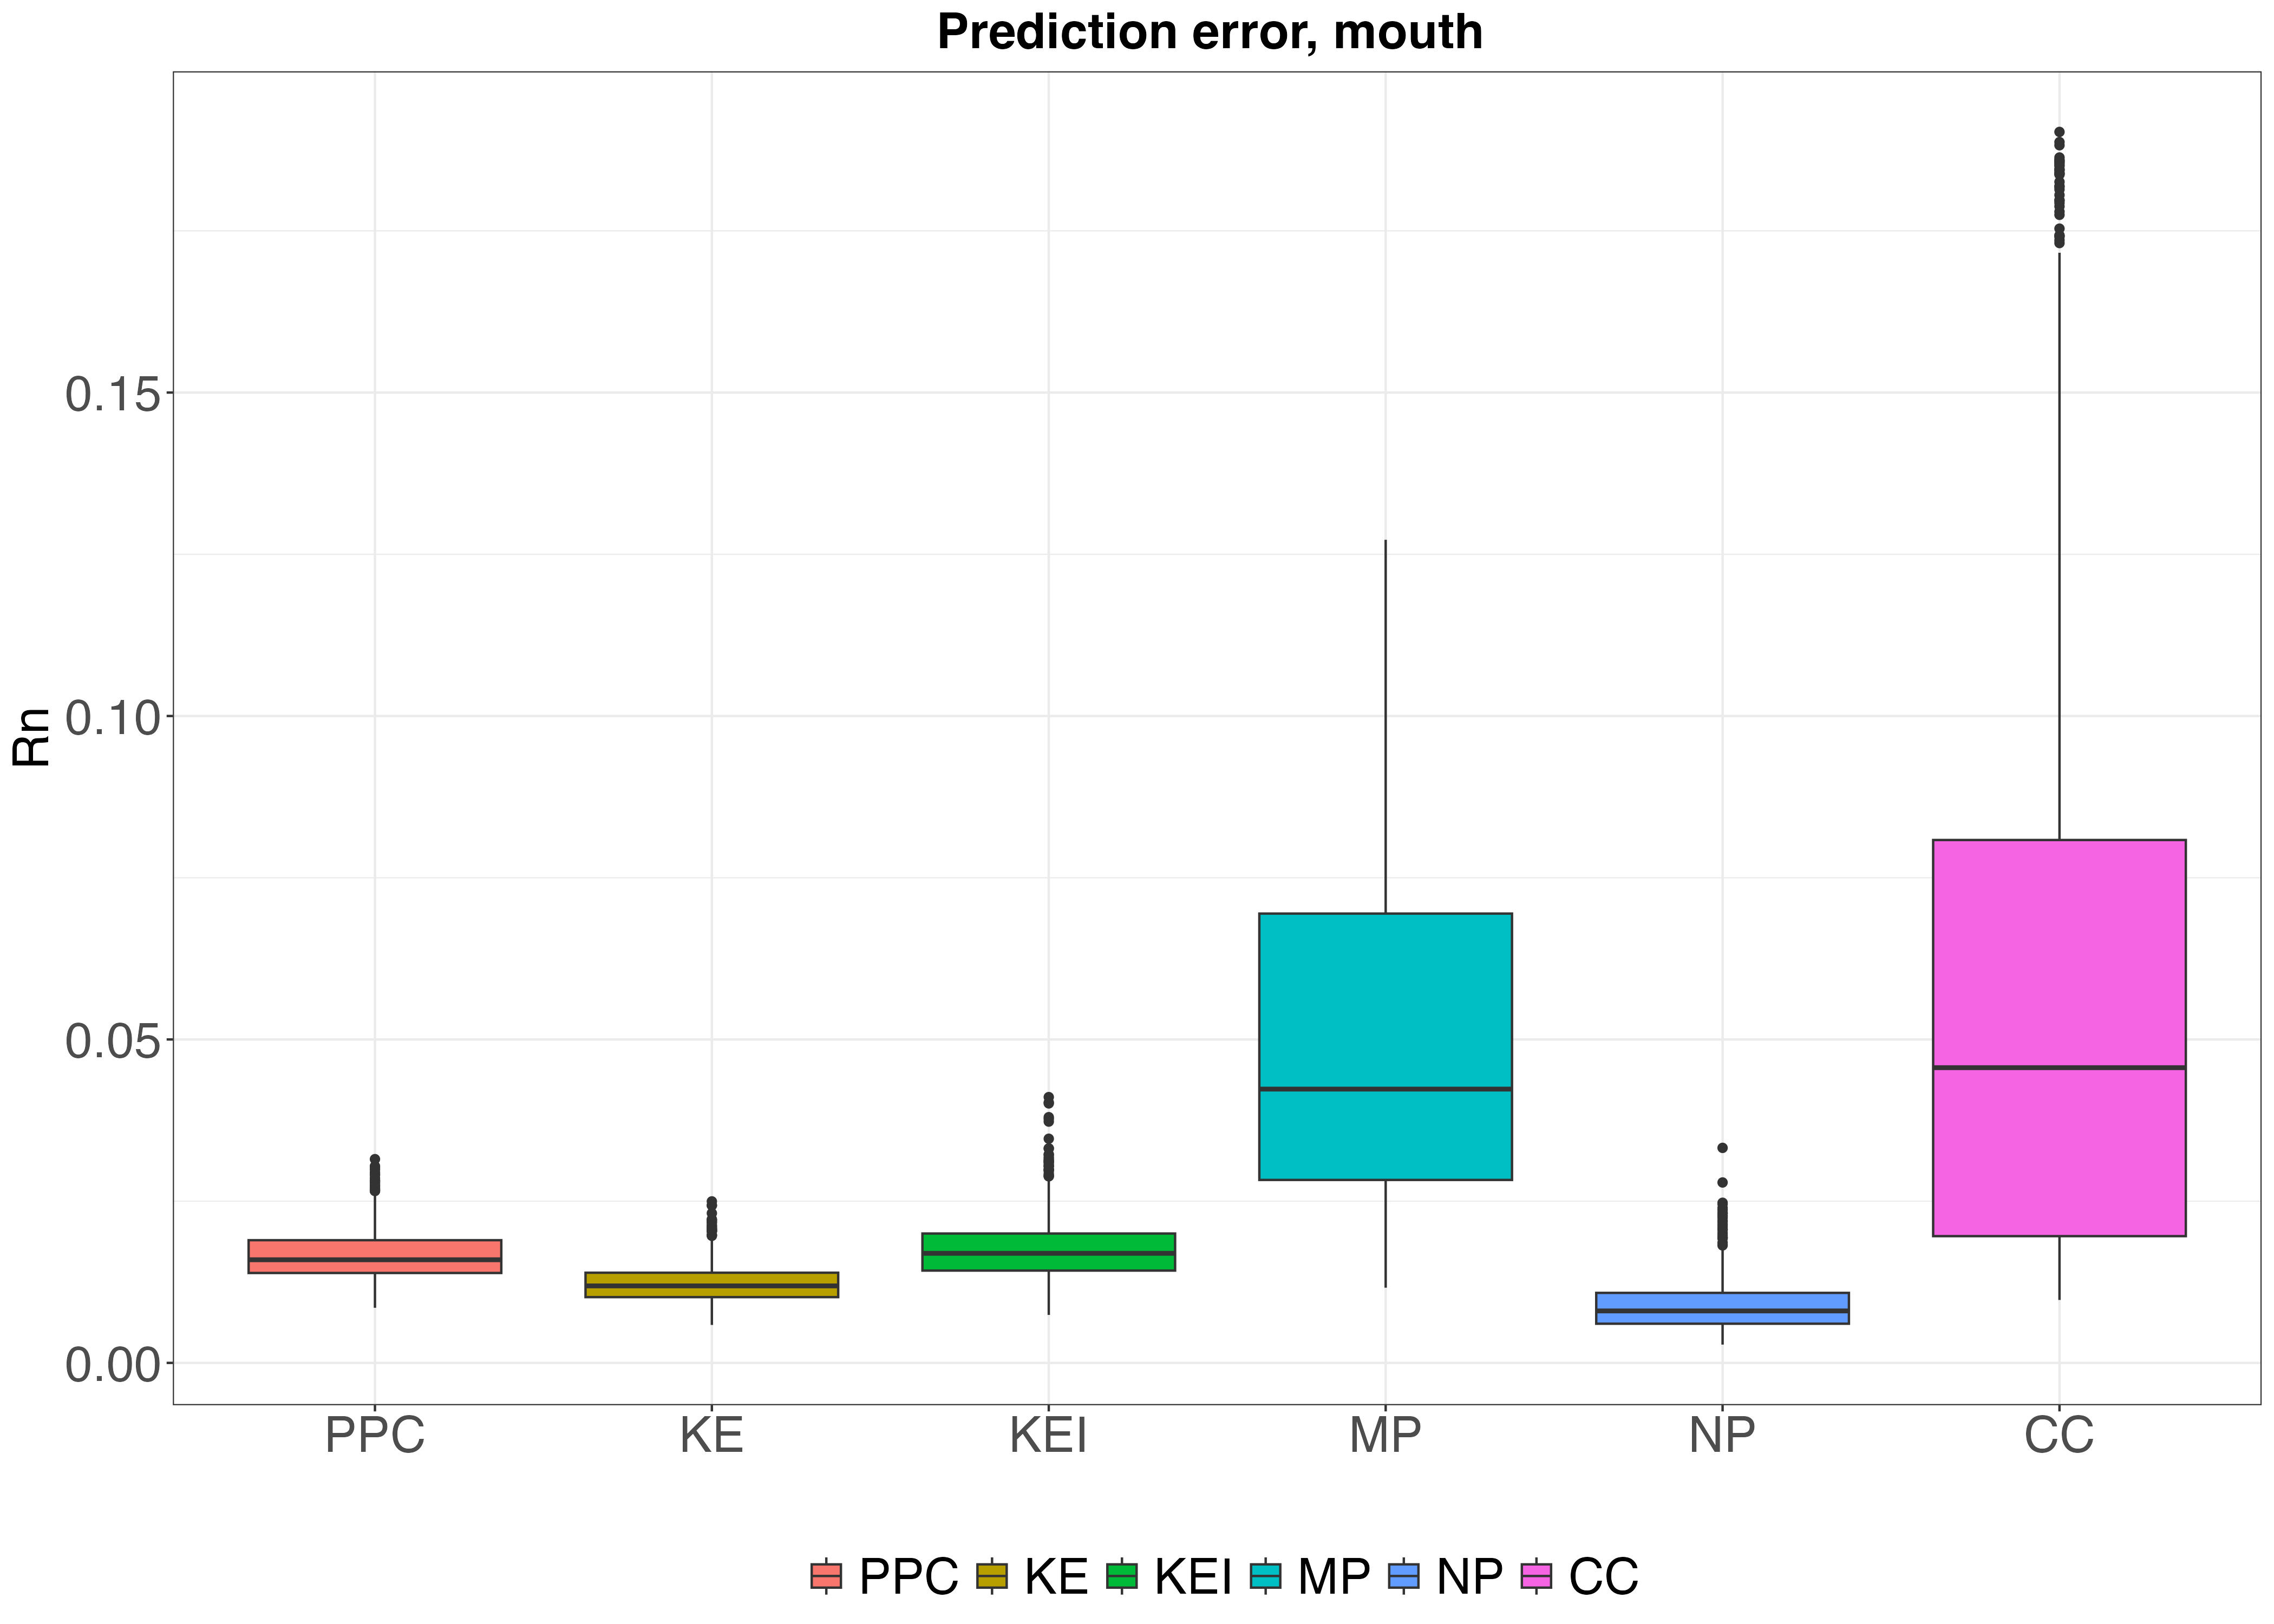 Prediction error, mouth
Rn
0.15
0.10
0.05
0.00
PPC KE KEI MP NP CC
PPC KE KEI MP NP CC